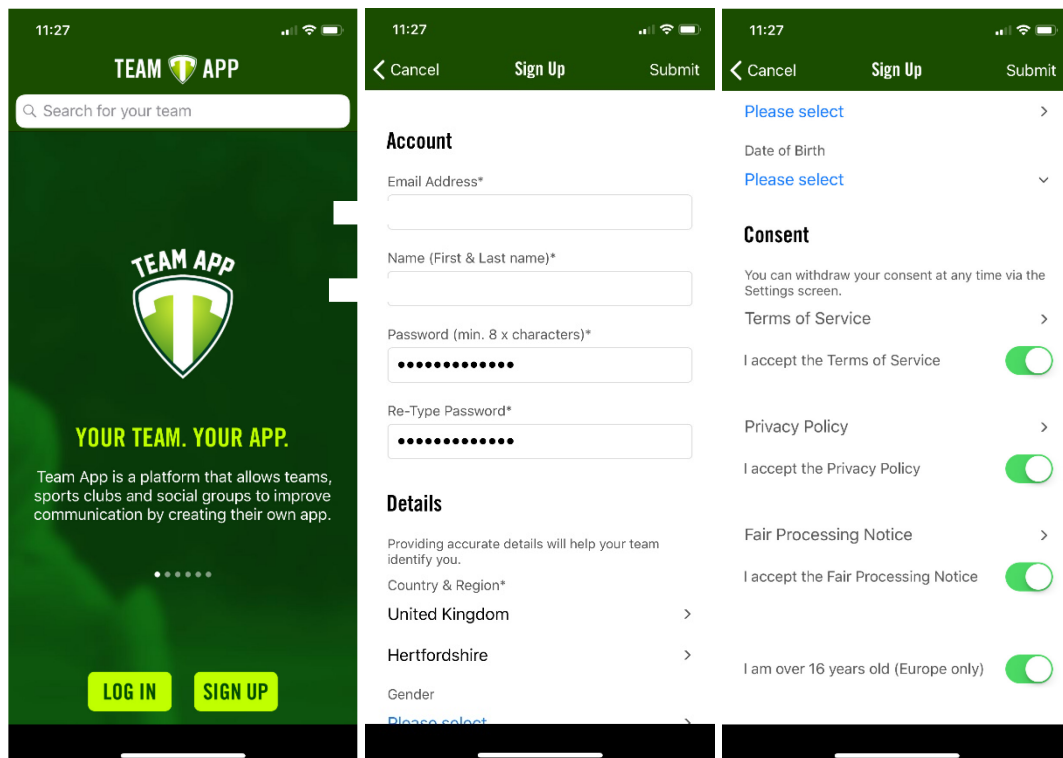 11:27
TEAM T APP
Search for your team
TEAM APP
YOUR TEAM. YOUR APP.
Team App is a platform that allows teams,
sports clubs and social groups to improve
communication by creating their own app.
LOG IN SIGN UP
11:27
Cancel Sign Up Submit
Account
Email Address*
Name (First & Last name)*
Password (min. 8 x characters)*
•••••••••••••
Re-Type Password*
•••••••••••••
Details
Providing accurate details will help your team
identify you.
Country & Region*
United Kingdom
Hertfordshire
Gender
Please select
11:27
Cancel Sign Up Submit
Please select
Date of Birth
Please select
Consent
You can withdraw your consent at any time via the
Settings screen.
Terms of Service
I accept the Terms of Service
Privacy Policy
I accept the Privacy Policy
Fair Processing Notice
I accept the Fair Processing Notice
I am over 16 years old (Europe only)